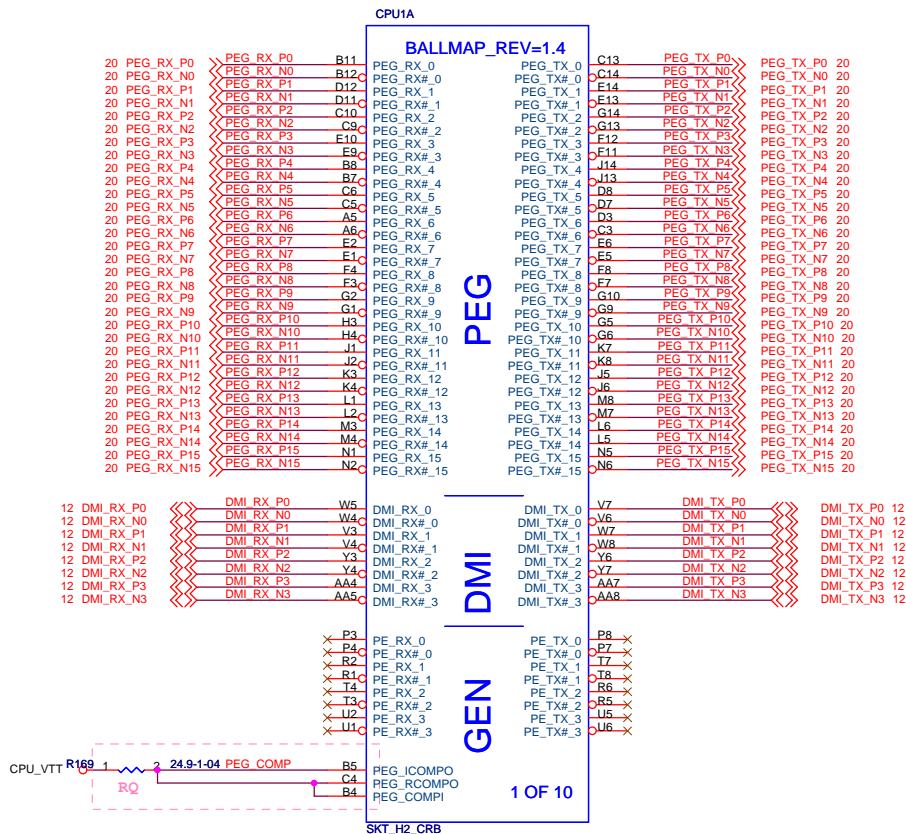 CPU1A
BALLMAP_REV=1.4
20 PEG_RX_P0 PEG_RX_P0 B11 PEG_RX_0 PEG_TX_0 C13 PEG_TX_P0 PEG_TX_P0 20
20 PEG_RX_N0 PEG_RX_N0 B12 PEG_RX#_0 PEG_TX#_0 C14 PEG_TX_N0 PEG_TX_N0 20
20 PEG_RX_P1 PEG_RX_P1 D12 PEG_RX_1 PEG_TX_1 E14 PEG_TX_P1 PEG_TX_P1 20
20 PEG_RX_N1 PEG_RX_N1 D11 PEG_RX#_1 PEG_TX#_1 E13 PEG_TX_N1 PEG_TX_N1 20
20 PEG_RX_P2 PEG_RX_P2 C10 PEG_RX_2 PEG_TX_2 G14 PEG_TX_P2 PEG_TX_P2 20
20 PEG_RX_N2 PEG_RX_N2 C9 PEG_RX#_2 PEG_TX#_2 G13 PEG_TX_N2 PEG_TX_N2 20
20 PEG_RX_P3 PEG_RX_P3 E10 PEG_RX_3 PEG_TX_3 F12 PEG_TX_P3 PEG_TX_P3 20
20 PEG_RX_N3 PEG_RX_N3 E9 PEG_RX#_3 PEG_TX#_3 F11 PEG_TX_N3 PEG_TX_N3 20
20 PEG_RX_P4 PEG_RX_P4 B8 PEG_RX_4 PEG_TX_4 J14 PEG_TX_P4 PEG_TX_P4 20
20 PEG_RX_N4 PEG_RX_N4 B7 PEG_RX#_4 PEG_TX#_4 J13 PEG_TX_N4 PEG_TX_N4 20
20 PEG_RX_P5 PEG_RX_P5 C6 PEG_RX_5 PEG_TX_5 D8 PEG_TX_P5 PEG_TX_P5 20
20 PEG_RX_N5 PEG_RX_N5 C5 PEG_RX#_5 PEG_TX#_5 D7 PEG_TX_N5 PEG_TX_N5 20
20 PEG_RX_P6 PEG_RX_P6 A5 PEG_RX_6 PEG_TX_6 D3 PEG_TX_P6 PEG_TX_P6 20
20 PEG_RX_N6 PEG_RX_N6 A6 PEG_RX#_6 PEG_TX#_6 C3 PEG_TX_N6 PEG_TX_N6 20
20 PEG_RX_P7 PEG_RX_P7 E2 PEG_RX_7 PEG_TX_7 E6 PEG_TX_P7 PEG_TX_P7 20
20 PEG_RX_N7 PEG_RX_N7 E1 PEG_RX#_7 PEG_TX#_7 E5 PEG_TX_N7 PEG_TX_N7 20
20 PEG_RX_P8 PEG_RX_P8 F4 PEG_RX_8 PEG_TX_8 F8 PEG_TX_P8 PEG_TX_P8 20
20 PEG_RX_N8 PEG_RX_N8 F3 PEG_RX#_8 PEG_TX#_8 F7 PEG_TX_N8 PEG_TX_N8 20
20 PEG_RX_P9 PEG_RX_P9 G2 PEG_RX_9 PEG_TX_9 G10 PEG_TX_P9 PEG_TX_P9 20
20 PEG_RX_N9 PEG_RX_N9 G1 PEG_RX#_9 PEG_TX#_9 G9 PEG_TX_N9 PEG_TX_N9 20
20 PEG_RX_P10 PEG_RX_P10 H3 PEG_RX_10 PEG_TX_10 G5 PEG_TX_P10 PEG_TX_P10 20
20 PEG_RX_N10 PEG_RX_N10 H4 PEG_RX#_10 PEG_TX#_10 G6 PEG_TX_N10 PEG_TX_N10 20
20 PEG_RX_P11 PEG_RX_P11 J1 PEG_RX_11 PEG_TX_11 K7 PEG_TX_P11 PEG_TX_P11 20
20 PEG_RX_N11 PEG_RX_N11 J2 PEG_RX#_11 PEG_TX#_11 K8 PEG_TX_N11 PEG_TX_N11 20
20 PEG_RX_P12 PEG_RX_P12 K3 PEG_RX_12 PEG_TX_12 J5 PEG_TX_P12 PEG_TX_P12 20
20 PEG_RX_N12 PEG_RX_N12 K4 PEG_RX#_12 PEG_TX#_12 J6 PEG_TX_N12 PEG_TX_N12 20
20 PEG_RX_P13 PEG_RX_P13 L1 PEG_RX_13 PEG_TX_13 M8 PEG_TX_P13 PEG_TX_P13 20
20 PEG_RX_N13 PEG_RX_N13 L2 PEG_RX#_13 PEG_TX#_13 M7 PEG_TX_N13 PEG_TX_N13 20
20 PEG_RX_P14 PEG_RX_P14 M3 PEG_RX_14 PEG_TX_14 L6 PEG_TX_P14 PEG_TX_P14 20
20 PEG_RX_N14 PEG_RX_N14 M4 PEG_RX#_14 PEG_TX#_14 L5 PEG_TX_N14 PEG_TX_N14 20
20 PEG_RX_P15 PEG_RX_P15 N1 PEG_RX_15 PEG_TX_15 N5 PEG_TX_P15 PEG_TX_P15 20
20 PEG_RX_N15 PEG_RX_N15 N2 PEG_RX#_15 PEG_TX#_15 N6 PEG_TX_N15 PEG_TX_N15 20
PEG
12 DMI_RX_P0 DMI_RX_P0 W5 DMI_RX_0 DMI_TX_0 V7 DMI_TX_P0 DMI_TX_P0 12
12 DMI_RX_N0 DMI_RX_N0 W4 DMI_RX#_0 DMI_TX#_0 V6 DMI_TX_N0 DMI_TX_N0 12
12 DMI_RX_P1 DMI_RX_P1 V3 DMI_RX_1 DMI_TX_1 W7 DMI_TX_P1 DMI_TX_P1 12
12 DMI_RX_N1 DMI_RX_N1 V4 DMI_RX#_1 DMI_TX#_1 W8 DMI_TX_N1 DMI_TX_N1 12
12 DMI_RX_P2 DMI_RX_P2 Y3 DMI_RX_2 DMI_TX_2 Y6 DMI_TX_P2 DMI_TX_P2 12
12 DMI_RX_N2 DMI_RX_N2 Y4 DMI_RX#_2 DMI_TX#_2 Y7 DMI_TX_N2 DMI_TX_N2 12
12 DMI_RX_P3 DMI_RX_P3 AA4 DMI_RX_3 DMI_TX_3 AA7 DMI_TX_P3 DMI_TX_P3 12
12 DMI_RX_N3 DMI_RX_N3 AA5 DMI_RX#_3 DMI_TX#_3 AA8 DMI_TX_N3 DMI_TX_N3 12
DMI
P3 PE_RX_0 PE_TX_0 P8
P4 PE_RX#_0 PE_TX#_0 P7
R2 PE_RX_1 PE_TX_1 T7
R1 PE_RX#_1 PE_TX#_1 T8
T4 PE_RX_2 PE_TX_2 R6
T3 PE_RX#_2 PE_TX#_2 R5
U2 PE_RX_3 PE_TX_3 U5
U1 PE_RX#_3 PE_TX#_3 U6
GEN
CPU_VTT R169 1 2 24.9-1-04 PEG_COMP B5 PEG_ICOMPO
RQ C4 PEG_RCOMPO
B4 PEG_COMPI
1 OF 10
SKT_H2_CRB